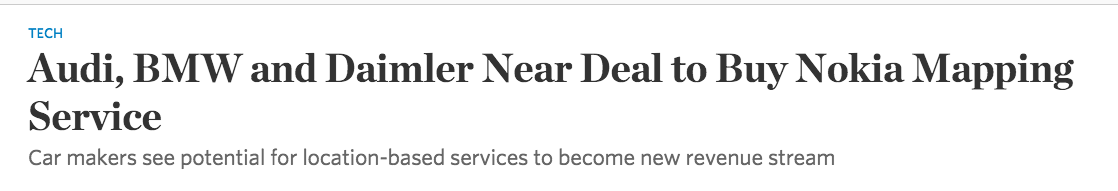 TECH
Audi, BMW and Daimler Near Deal to Buy Nokia Mapping
Service
Car makers see potential for location-based services to become new revenue stream